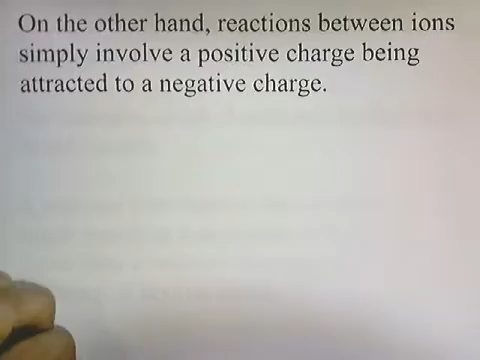 On the other hand, reactions between ions
simply involve a positive charge being
attracted to a negative charge.